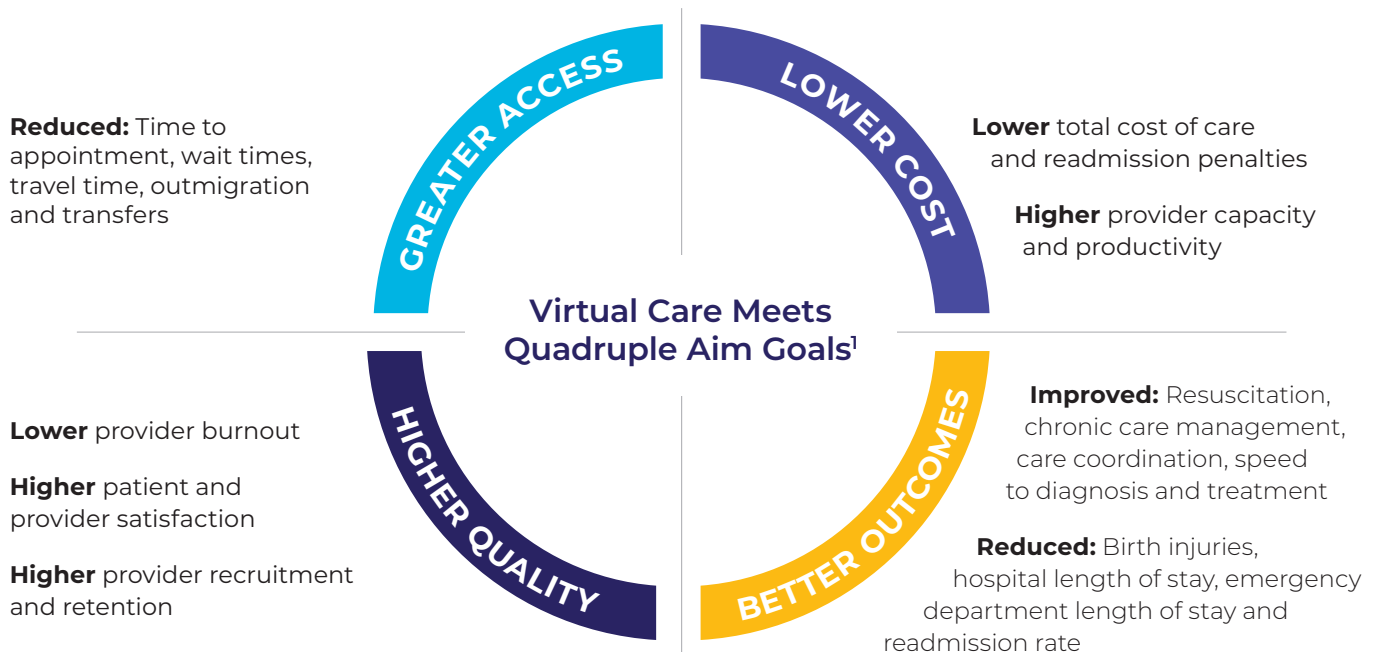 GREATER ACCESS
Reduced: Time to
appointment, wait times,
travel time, outmigration
and transfers
LOWER COST
Lower total cost of care
and readmission penalties
Higher provider capacity
and productivity
Virtual Care Meets
Quadruple Aim Goals¹
HIGHER QUALITY
Lower provider burnout
Higher patient and
provider satisfaction
Higher provider recruitment
and retention
BETTER OUTCOMES
Improved: Resuscitation,
chronic care management,
care coordination, speed
to diagnosis and treatment
Reduced: Birth injuries,
hospital length of stay, emergency
department length of stay and
readmission rate